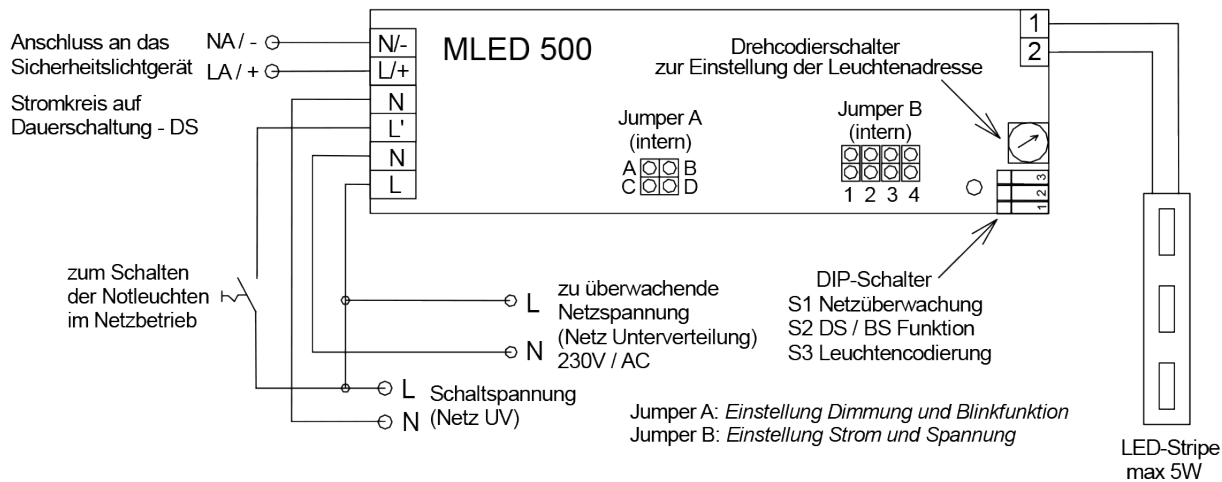 Anschluss an das
Sicherheitslichtgerät
NA / -
LA / +
Stromkreis auf
Dauerschaltung - DS
N/-
L/+
N
L'
N
L
MLED 500
Jumper A
(intern)
A
B
C
D
Drehcodierschalter
zur Einstellung der Leuchtenadresse
Jumper B
(intern)
1 2 3 4
1
2
3
2
1
zum Schalten
der Notleuchten
im Netzbetrieb
L
N
zu überwachende
Netzspannung
(Netz Unterverteilung)
230V / AC
L
N
Schaltspannung
(Netz UV)
DIP-Schalter
S1 Netzüberwachung
S2 DS / BS Funktion
S3 Leuchtencodierung
Jumper A: Einstellung Dimmung und Blinkfunktion
Jumper B: Einstellung Strom und Spannung
LED-Stripe
max 5W